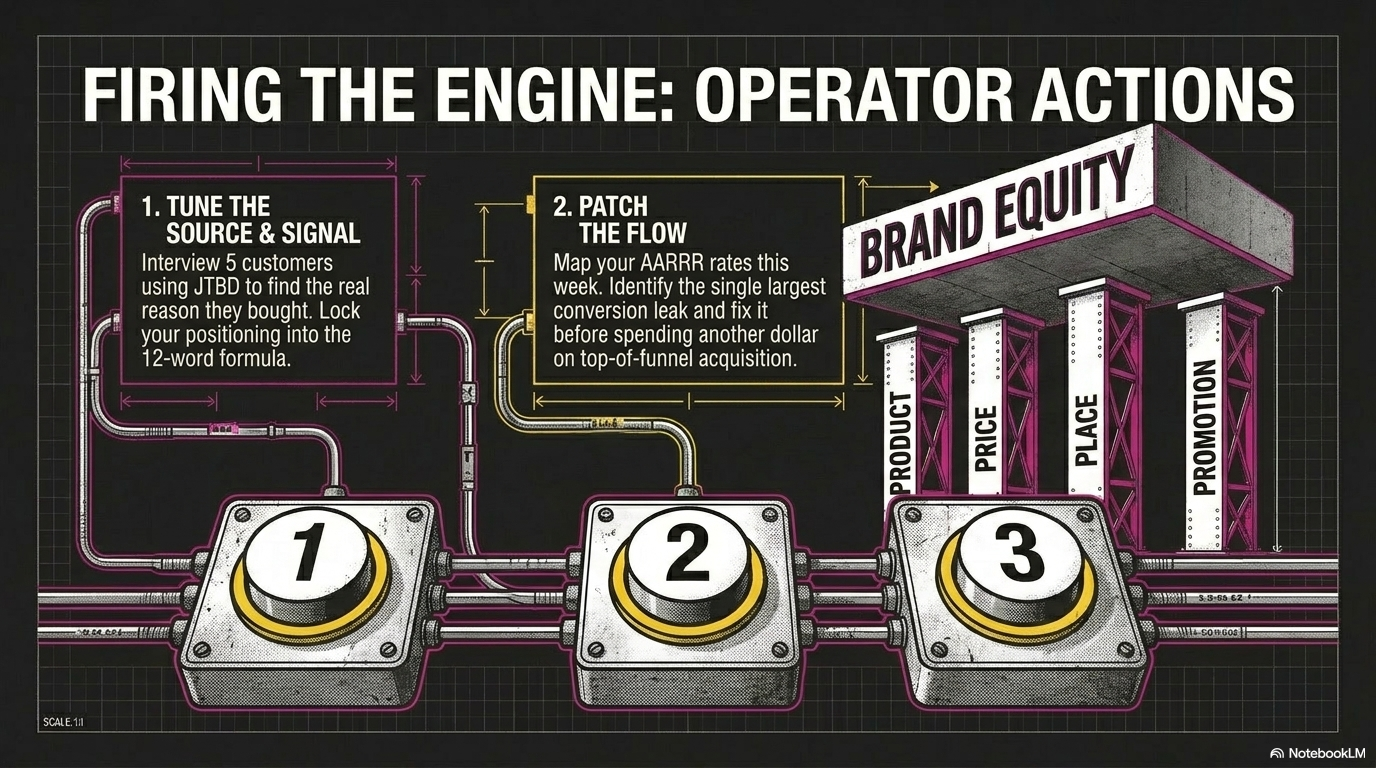 FIRING THE ENGINE: OPERATOR ACTIONS
1. TUNE THE
SOURCE & SIGNAL
Interview 5 customers
using JTBD to find the real
reason they bought. Lock
your positioning into the
12-word formula.
2. PATCH
THE FLOW
Map your AARRR rates this
week. Identify the single largest
conversion leak and fix it
before spending another dollar
on top-of-funnel acquisition.
BRAND EQUITY
PRODUCT
PRICE
PLACE
PROMOTION
1
2
3
SCALE: 1:1
NotebookLM